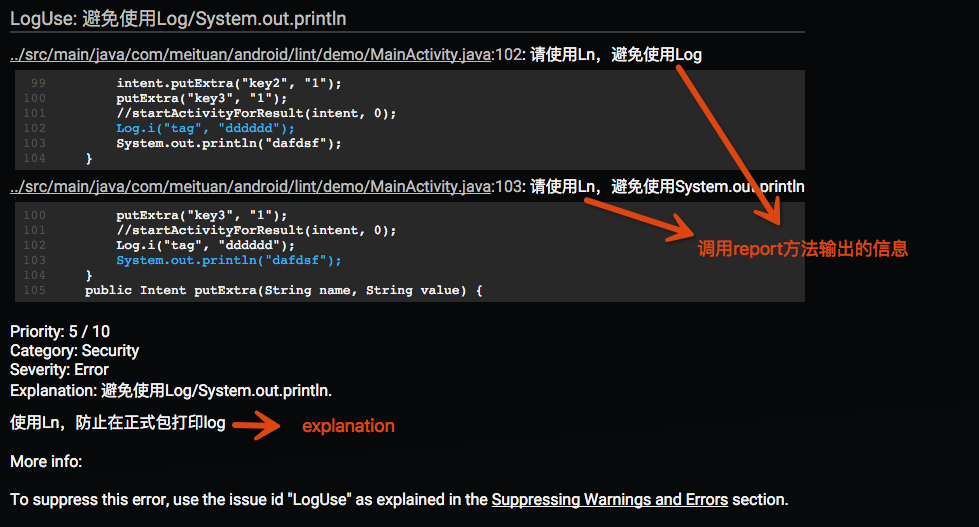 LogUse: 避免使用Log/System.out.println
../src/main/java/com/meituan/android/lint/demo/MainActivity.java:102: 请使用Ln，避免使用Log
99 intent.putExtra("key2", "1");
100 putExtra("key3", "1");
101 //startActivityForResult(intent, 0);
102 Log.i("tag", "dddddd");
103 System.out.println("dafdsf");
104 }
../src/main/java/com/meituan/android/lint/demo/MainActivity.java:103: 请使用Ln，避免使用System.out.println
100 putExtra("key3", "1");
101 //startActivityForResult(intent, 0);
102 Log.i("tag", "dddddd");
调用report方法输出的信息
103 System.out.println("dafdsf");
104 }
105 public Intent putExtra(String name, String value) {
Priority: 5 / 10
Category: Security
Severity: Error
Explanation: 避免使用Log/System.out.println.
使用Ln，防止在正式包打印log
explanation
More info:
To suppress this error, use the issue id "LogUse" as explained in the Suppressing Warnings and Errors section.